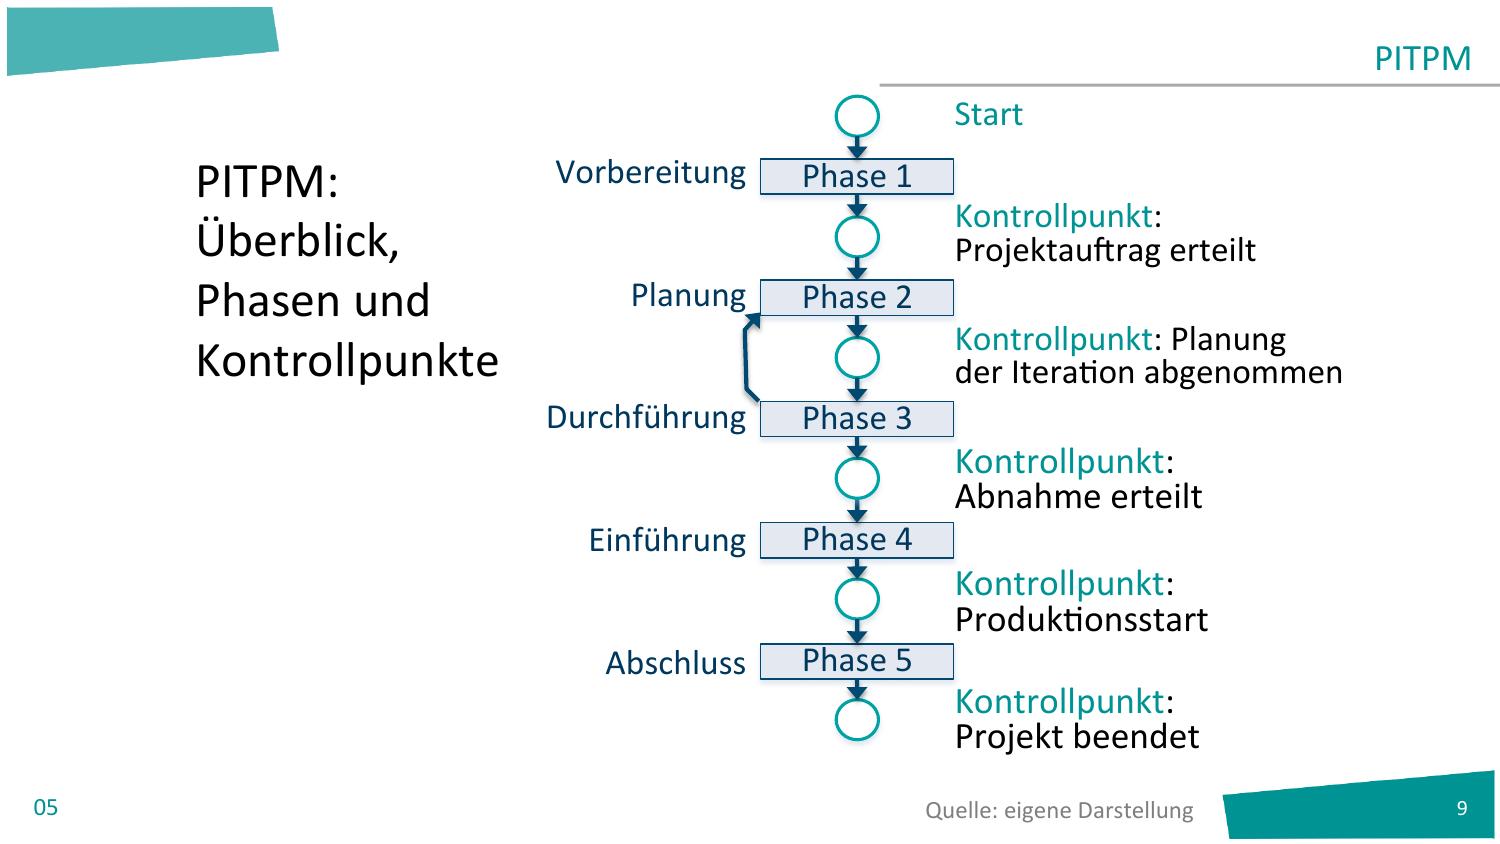 PITPM
Start
PITPM:
Überblick,
Phasen und
Kontrollpunkte
Vorbereitung
Phase 1
Kontrollpunkt:
Projektauftrag erteilt
Planung
Phase 2
Kontrollpunkt: Planung
der Iteration abgenommen
Durchführung
Phase 3
Kontrollpunkt:
Abnahme erteilt
Einführung
Phase 4
Kontrollpunkt:
Produktionsstart
Abschluss
Phase 5
Kontrollpunkt:
Projekt beendet
05
Quelle: eigene Darstellung
9